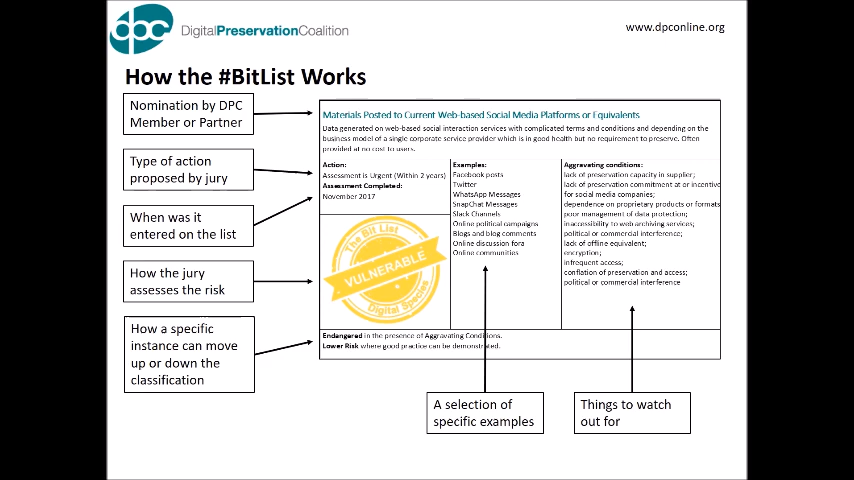 dpc DigitalPreservationCoalition
www.dpconline.org
How the #BitList Works
Nomination by DPC
Member or Partner
Type of action
proposed by jury
When was it
entered on the list
How the jury
assesses the risk
How a specific
instance can move
up or down the
classification
Materials Posted to Current Web-based Social Media Platforms or Equivalents
Data generated on web-based social interaction services with complicated terms and conditions and depending on the
business model of a single corporate service provider which is in good health but no requirement to preserve. Often
provided at no cost to users.
Action:
Assessment is Urgent (Within 2 years)
Assessment Completed:
November 2017
The Bit List
VULNERABLE
Digital Species
Examples:
Facebook posts
Twitter
WhatsApp Messages
SnapChat Messages
Slack Channels
Online political campaigns
Blogs and blog comments
Online discussion fora
Online communities
Aggravating conditions:
lack of preservation capacity in supplier;
lack of preservation commitment at or incentive
for social media companies;
dependence on proprietary products or formats
poor management of data protection;
inaccessibility to web archiving services;
political or commercial interference;
lack of offline equivalent;
encryption;
infrequent access;
conflation of preservation and access;
political or commercial interference
Endangered in the presence of Aggravating Conditions.
Lower Risk where good practice can be demonstrated.
A selection of
specific examples
Things to watch
out for